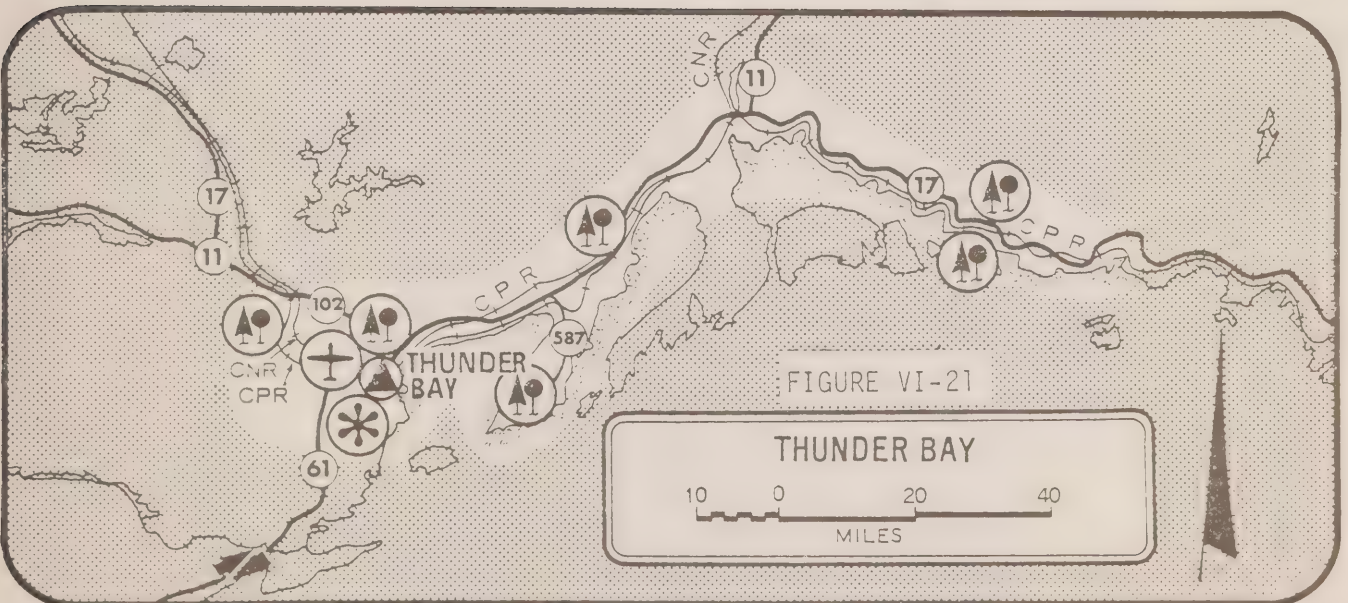 CNR
11
17
17
CPR
11
CPR
102
587
CNR
CPR
THUNDER
BAY
FIGURE VI-21
61
THUNDER BAY
10 0 20 40
MILES